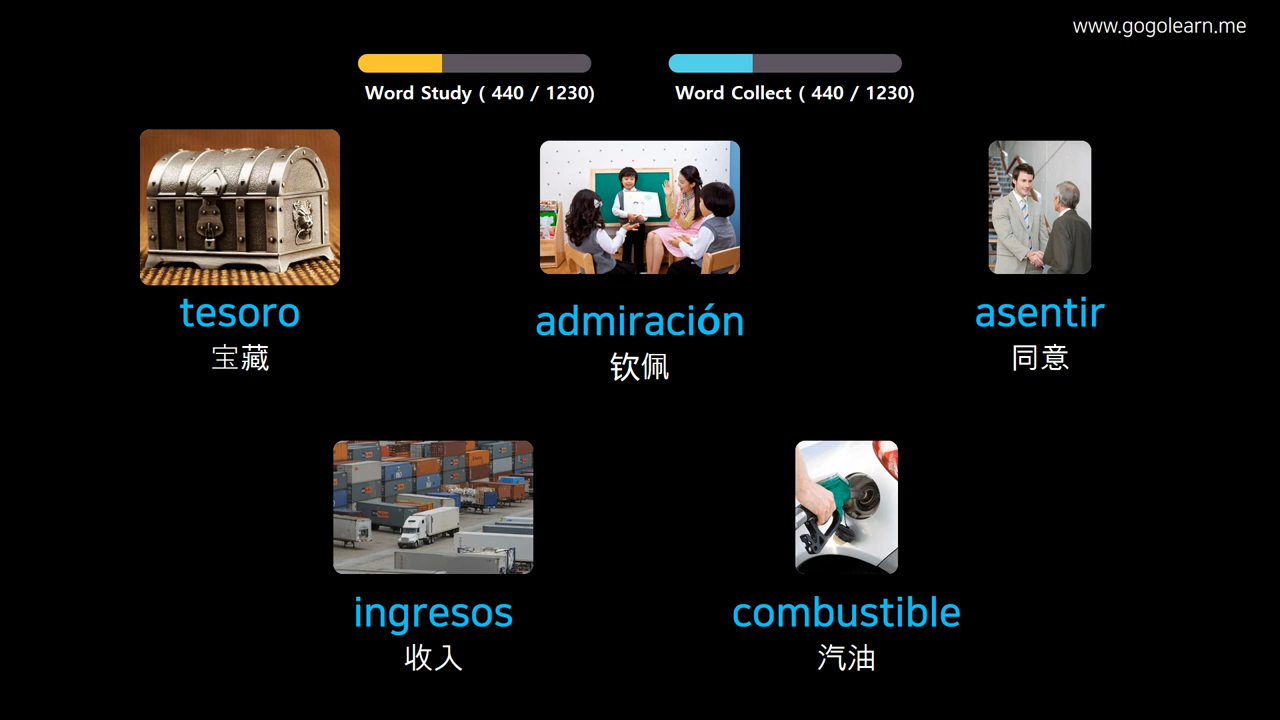 www.gogolearn.me
Word Study ( 440 / 1230)
Word Collect ( 440 / 1230)
tesoro
宝藏
admiración
钦佩
asentir
同意
ingresos
收入
combustible
汽油